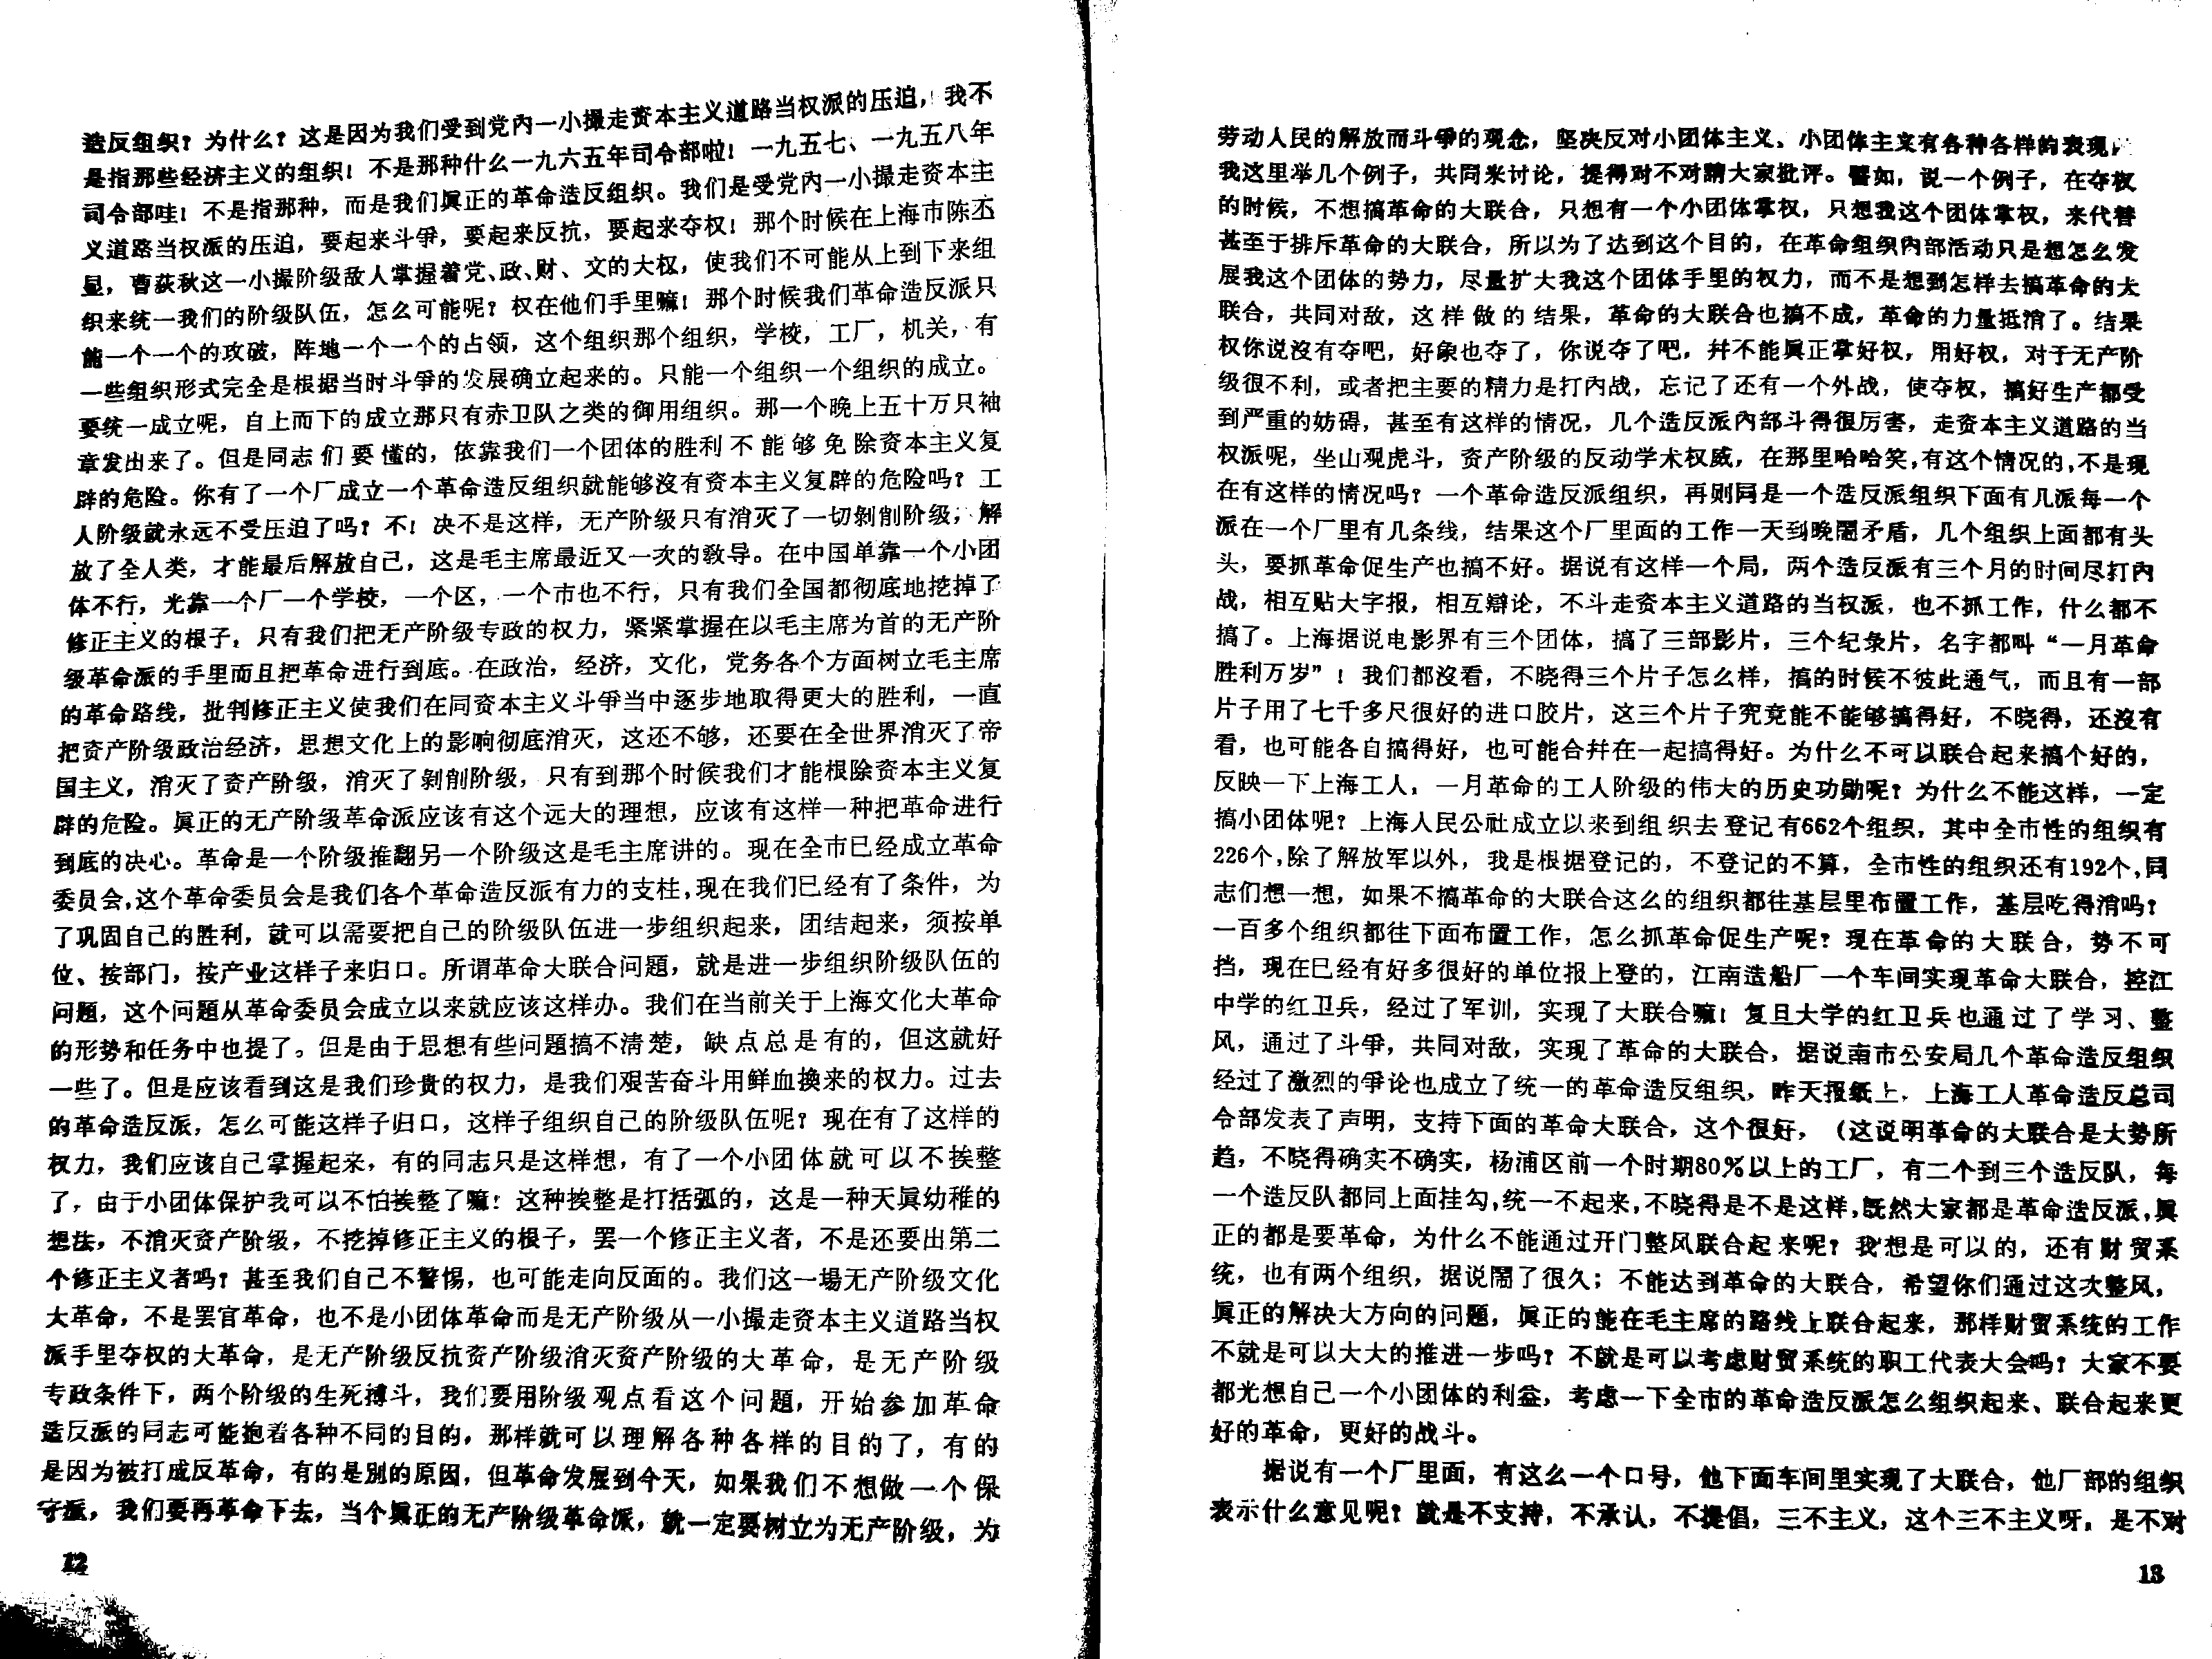 造反组织？为什么？这是因为我们受到党内一小撮走资本主义道路当权派的压迫，我不
是指那些经济主义的组织！不是那种什么一九六五年司令部啦！一九五七、一九五八年
司令部哇！不是指那种，而是我们真正的革命造反组织。我们是受党内一小撮走资本主
义道路当权派的压迫，要起来斗争，要起来反抗，要起来夺权！那个时候在上海市陈丕
显，曹荻秋这一小撮阶级敌人掌握着党、政、财、文的大权，使我们不可能从上到下来组
织来统一我们的阶级队伍，怎么可能呢？权在他们手里嘛！那个时候我们革命造反派只
能一个一个的攻破，阵地一个一个的占领，这个组织那个组织，学校，工厂，机关，有
一些组织形式完全是根据当时斗争的发展确立起来的。只能一个组织一个组织的成立。
要统一成立呢，自上而下的成立那只有赤卫队之类的御用组织。那一个晚上五十万只袖
章发出来了。但是同志们要懂的，依靠我们一个团体的胜利不能够免除资本主义复
辟的危险。你有了一个厂成立一个革命造反组织就能够没有资本主义复辟的危险吗？工
人阶级就永远不受压迫了吗？不！决不是这样，无产阶级只有消灭了一切剥削阶级，解
放了全人类，才能最后解放自己，这是毛主席最近又一次的教导。在中国单靠一个小团
体不行，光靠一个厂一个学校，一个区，一个市也不行，只有我们全国都彻底地挖掉了
修正主义的根子，只有我们把无产阶级专政的权力，紧紧掌握在以毛主席为首的无产阶
级革命派的手里而且把革命进行到底。在政治，经济，文化，党务各个方面树立毛主席
的革命路线，批判修正主义使我们在同资本主义斗争当中逐步地取得更大的胜利，一直
把资产阶级政治经济，思想文化上的影响彻底消灭，这还不够，还要在全世界消灭了帝
国主义，消灭了资产阶级，消灭了剥削阶级，只有到那个时候我们才能根除资本主义复
辟的危险。真正的无产阶级革命派应该有这个远大的理想，应该有这样一种把革命进行
到底的决心。革命是一个阶级推翻另一个阶级这是毛主席讲的。现在全市已经成立革命
委员会，这个革命委员会是我们各个革命造反派有力的支柱，现在我们已经有了条件，为
了巩固自己的胜利，就可以需要把自己的阶级队伍进一步组织起来，团结起来，须按单
位、按部门，按产业这样子来归口。所谓革命大联合问题，就是进一步组织阶级队伍的
问题，这个问题从革命委员会成立以来就应该这样办。我们在当前关于上海文化大革命
的形势和任务中也提了。但是由于思想有些问题搞不清楚，缺点总是有的，但这就好
一些了。但是应该看到这是我们珍贵的权力，是我们艰苦奋斗用鲜血换来的权力。过去
的革命造反派，怎么可能这样子归口，这样子组织自己的阶级队伍呢？现在有了这样的
权力，我们应该自己掌握起来，有的同志只是这样想，有了一个小团体就可以不挨整
了，由于小团体保护我可以不怕挨整了嘛！这种挨整是打括弧的，这是一种天真幼稚的
想法，不消灭资产阶级，不挖掉修正主义的根子，罢一个修正主义者，不是还要出第二
个修正主义者吗？甚至我们自己不警惕，也可能走向反面的。我们这一场无产阶级文化
大革命，不是罢官革命，也不是小团体革命而是无产阶级从一小撮走资本主义道路当权
派手里夺权的大革命，是无产阶级反抗资产阶级消灭资产阶级的大革命，是无产阶级
专政条件下，两个阶级的生死搏斗，我们要用阶级观点看这个问题，开始参加革命
造反派的同志可能抱着各种不同的目的，那样就可以理解各种各样的目的了，有的
是因为被打成反革命，有的是别的原因，但革命发展到今天，如果我们不想做一个保
守派，我们要再革命下去，当个真正的无产阶级革命派，就一定要树立为无产阶级，为
12
劳动人民的解放而斗争的观念，坚决反对小团体主义、小团体主义有各种各样的表现，
我这里举几个例子，共同来讨论，提得对不对请大家批评。譬如，说一个例子，在夺权
的时候，不想搞革命的大联合，只想有一个小团体掌权，只想我这个团体掌权，来代替
甚至于排斥革命的大联合，所以为了达到这个目的，在革命组织内部活动只是想怎么发
展我这个团体的势力，尽量扩大我这个团体手里的权力，而不是想到怎样去搞革命的大
联合，共同对敌，这样做的结果，革命的大联合也搞不成，革命的力量抵消了。结果
权你说没有夺吧，好象也夺了，你说夺了吧，并不能真正掌好权，用好权，对于无产阶
级很不利，或者把主要的精力是打内战，忘记了还有一个外战，使夺权，搞好生产都受
到严重的妨碍，甚至有这样的情况，几个造反派内部斗得很厉害，走资本主义道路的当
权派呢，坐山观虎斗，资产阶级的反动学术权威，在那里哈哈笑，有这个情况的，不是现
在有这样的情况吗？一个革命造反派组织，再则同是一个造反派组织下面有几派每一个
派在一个厂里有几条线，结果这个厂里面的工作一天到晚闹矛盾，几个组织上面都有头
头，要抓革命促生产也搞不好。据说有这样一个局，两个造反派有三个月的时间尽打内
战，相互贴大字报，相互辩论，不斗走资本主义道路的当权派，也不抓工作，什么都不
搞了。上海据说电影界有三个团体，搞了三部影片，三个纪录片，名字都叫“一月革命
胜利万岁”！我们都没看，不晓得三个片子怎么样，搞的时候不彼此通气，而且有一部
片子用了七千多尺很好的进口胶片，这三个片子究竟能不能够搞得好，不晓得，还没有
看，也可能各自搞得好，也可能合并在一起搞得好。为什么不可以联合起来搞个好的，
反映一下上海工人，一月革命的工人阶级的伟大的历史功勋呢？为什么不能这样，一定
搞小团体呢？上海人民公社成立以来到组织去登记有662个组织，其中全市性的组织有
226个，除了解放军以外，我是根据登记的，不登记的不算，全市性的组织还有192个，同
志们想一想，如果不搞革命的大联合这么的组织都往基层里布置工作，基层吃得消吗？
一百多个组织都往下面布置工作，怎么抓革命促生产呢？现在革命的大联合，势不可
挡，现在已经有好多很好的单位报上登的，江南造船厂一个车间实现革命大联合，控江
中学的红卫兵，经过了军训，实现了大联合嘛！复旦大学的红卫兵也通过了学习、整
风，通过了斗争，共同对敌，实现了革命的大联合，据说南市公安局几个革命造反组织
经过了激烈的争论也成立了统一的革命造反组织，昨天报纸上，上海工人革命造反总司
令部发表了声明，支持下面的革命大联合，这个很好，（这说明革命的大联合是大势所
趋，不晓得确实不确实，杨浦区前一个时期80%以上的工厂，有二个到三个造反队，每
一个造反队都同上面挂勾，统一不起来，不晓得是不是这样，既然大家都是革命造反派，真
正的都是要革命，为什么不能通过开门整风联合起来呢？我想是可以的，还有财贸系
统，也有两个组织，据说闹了很久；不能达到革命的大联合，希望你们通过这次整风，
真正的解决大方向的问题，真正的能在毛主席的路线上联合起来，那样财贸系统的工作
不就是可以大大的推进一步吗？不就是可以考虑财贸系统的职工代表大会吗？大家不要
都光想自己一个小团体的利益，考虑一下全市的革命造反派怎么组织起来、联合起来更
好的革命，更好的战斗。
据说有一个厂里面，有这么一个口号，他下面车间里实现了大联合，他厂部的组织
表示什么意见呢？就是不支持，不承认，不提倡，三不主义，这个三不主义呀，是不对
13